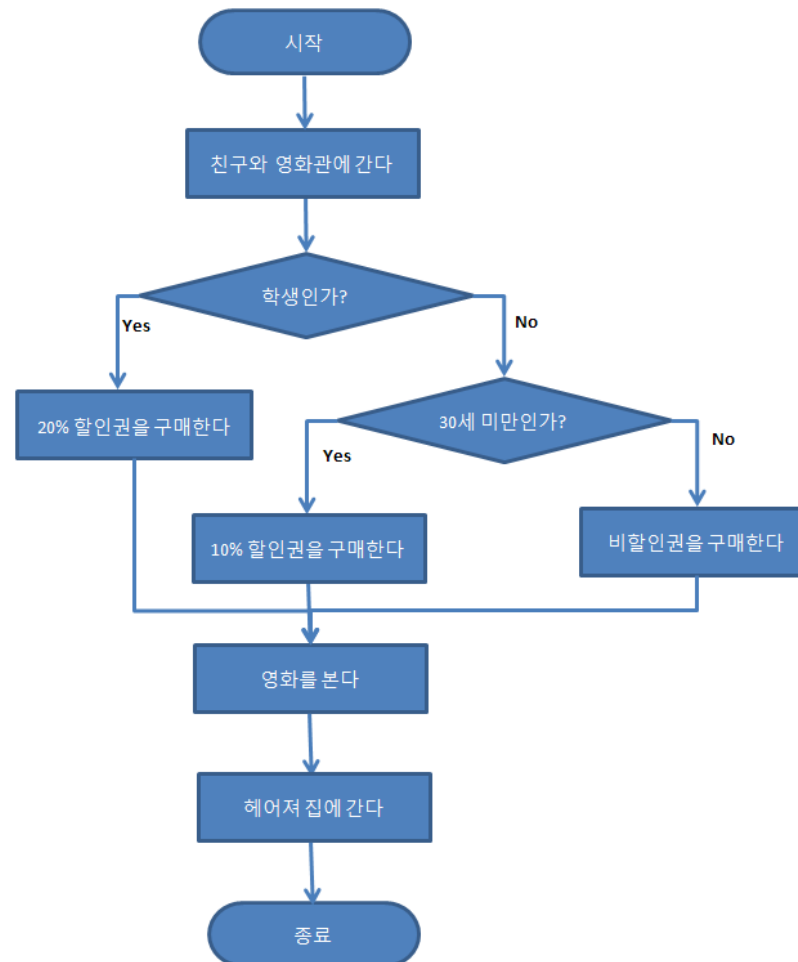 시작
친구와 영화관에 간다
학생인가?
Yes
No
20% 할인권을 구매한다
30세 미만인가?
Yes
No
10% 할인권을 구매한다
비할인권을 구매한다
영화를 본다
헤어져 집에 간다
종료